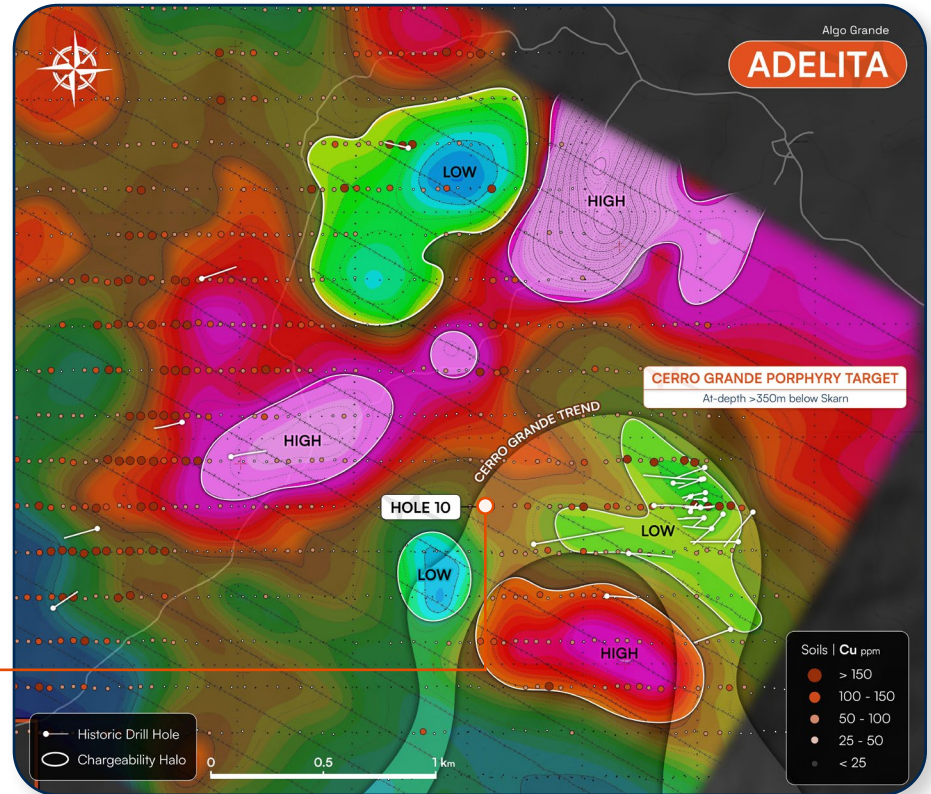 Algo Grande
ADELITA
LOW
HIGH
CERRO GRANDE PORPHYRY TARGET
At-depth >350m below Skarn
CERRO GRANDE TREND
HIGH
HOLE 10
LOW
LOW
HIGH
Soils | Cu ppm
> 150
100 - 150
50 - 100
25 - 50
< 25
Historic Drill Hole
Chargeability Halo
0 0.5 1 km